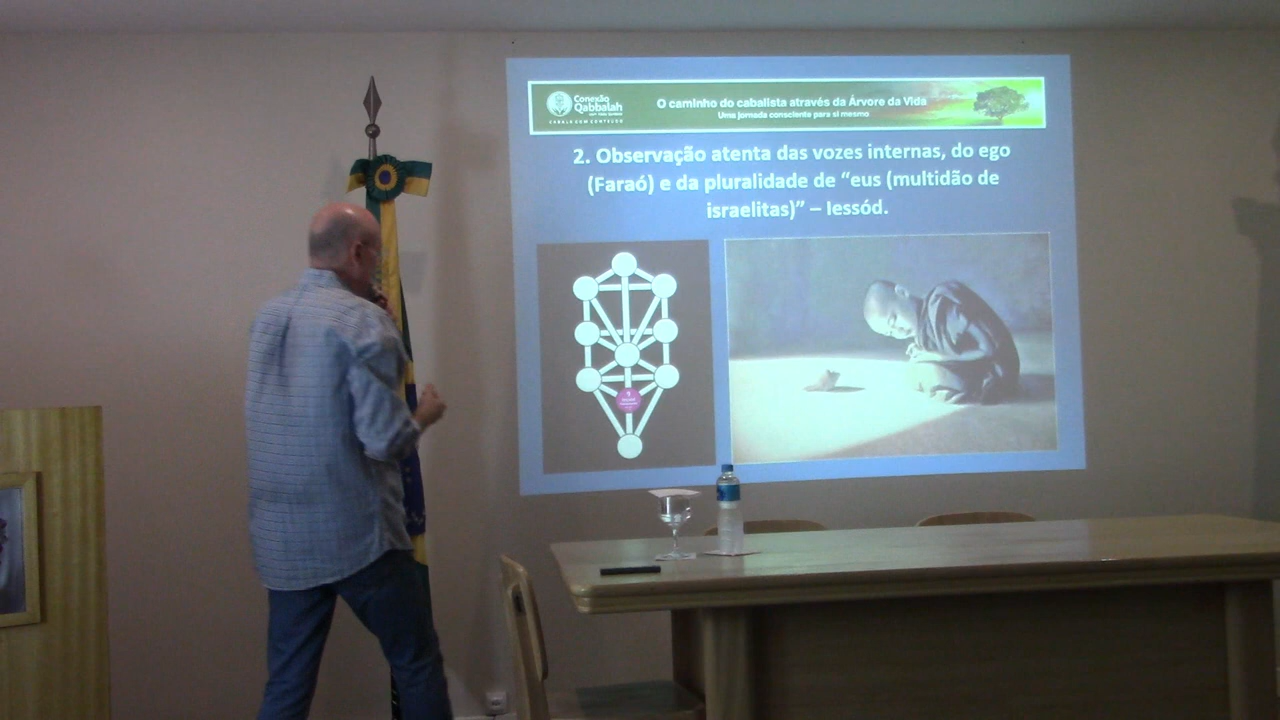 Conexão
Qabbalah
O caminho do cabalista através da Árvore da Vida
Uma jornada consciente para si mesmo
2. Observação atenta das vozes internas, do ego
(Faraó) e da pluralidade de “eus (multidão de
israelitas)” – Iessód.